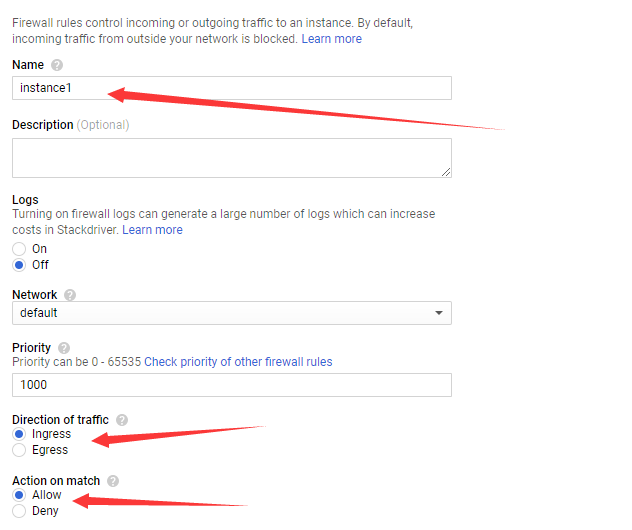 Firewall rules control incoming or outgoing traffic to an instance. By default,
incoming traffic from outside your network is blocked. Learn more
Name ?
instance1
Description (Optional)
Logs
Turning on firewall logs can generate a large number of logs which can increase
costs in Stackdriver. Learn more
On
Off
Network ?
default
Priority ?
Priority can be 0 - 65535 Check priority of other firewall rules
1000
Direction of traffic ?
Ingress
Egress
Action on match ?
Allow
Deny